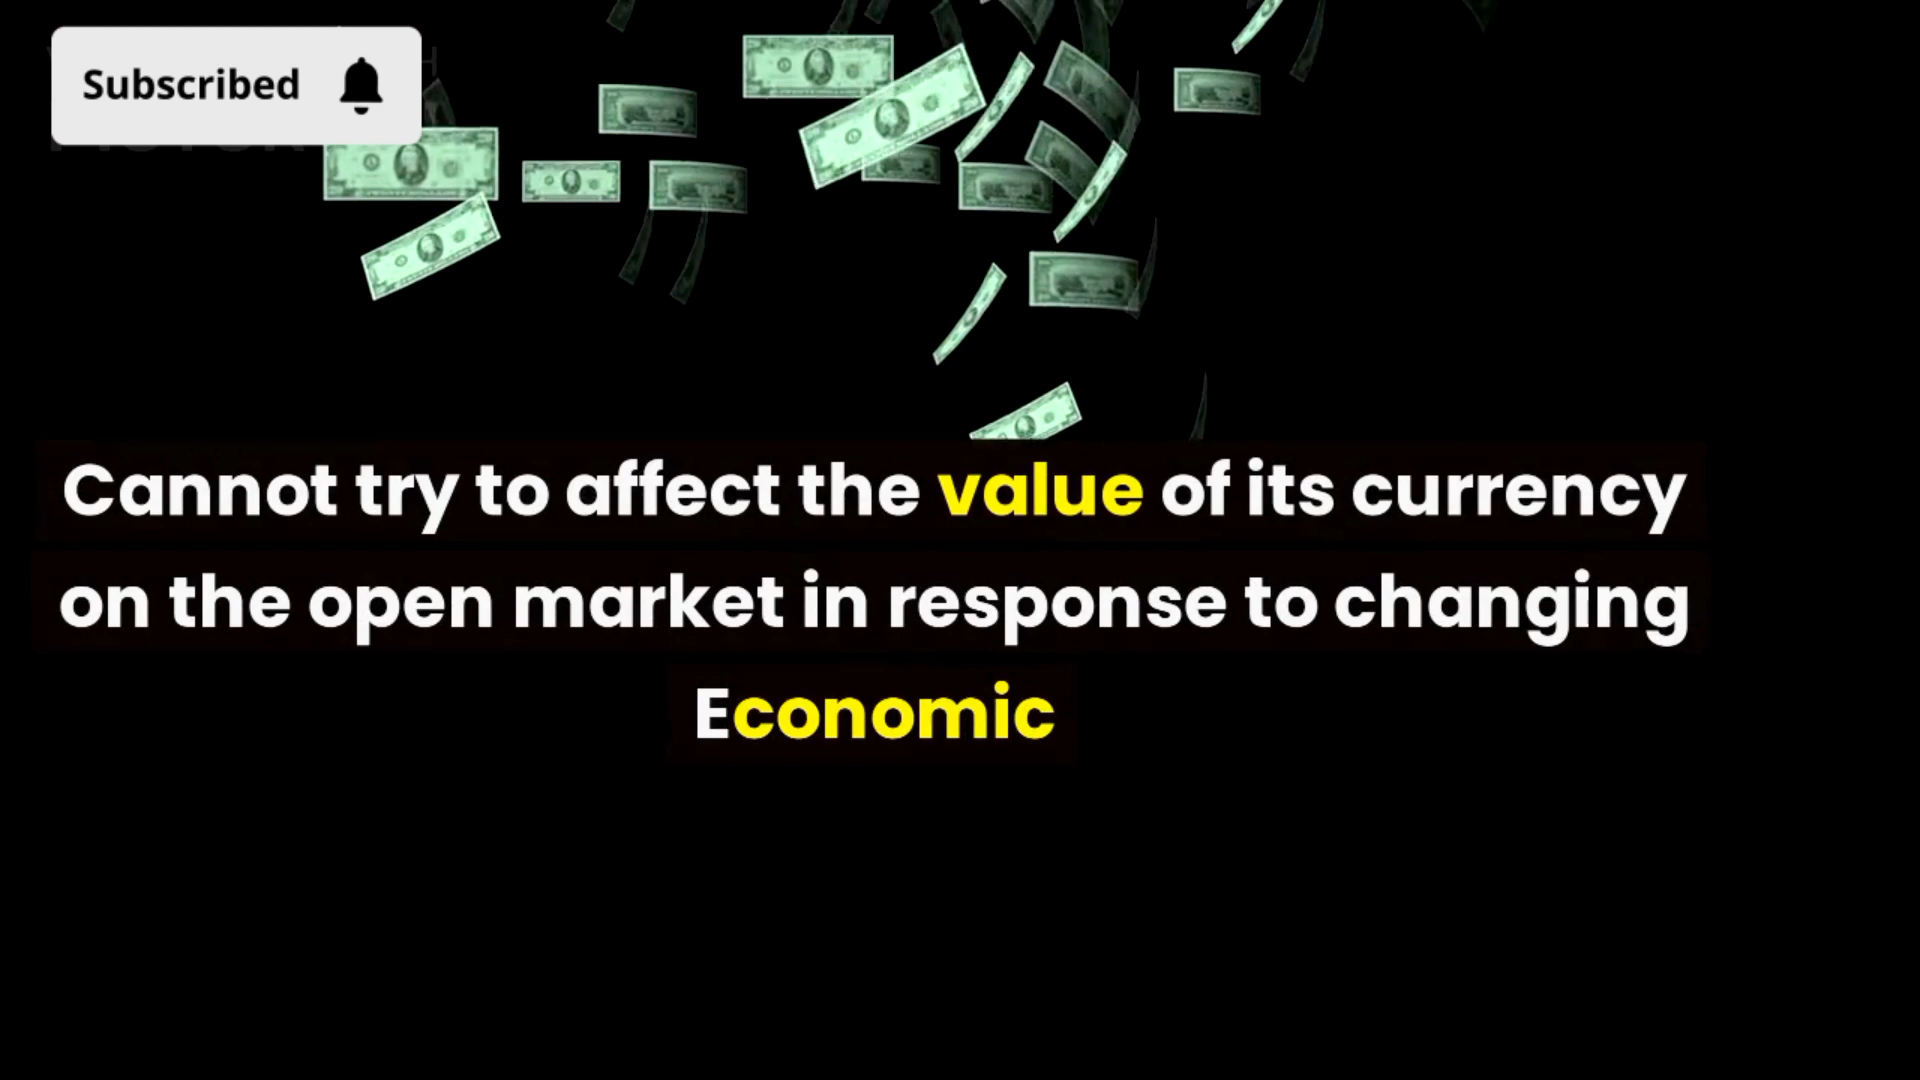 Subscribed
Cannot try to affect the value of its currency
on the open market in response to changing
Economic